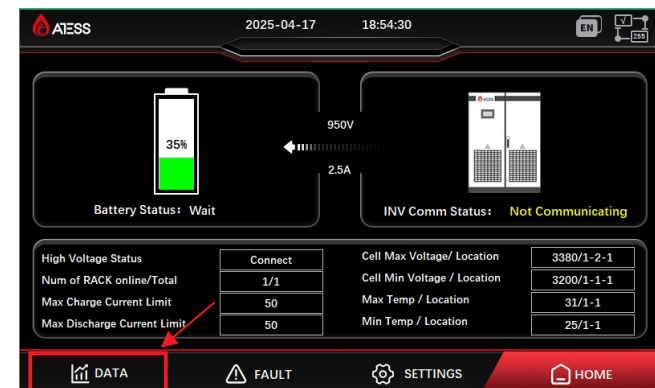 ATESS
2025-04-17 18:54:30
EN
255
950V
35%
2.5A
Battery Status: Wait
INV Comm Status: Not Communicating
High Voltage Status Connect Cell Max Voltage/ Location 3380/1-2-1
Num of RACK online/Total 1/1 Cell Min Voltage / Location 3200/1-1-1
Max Charge Current Limit 50 Max Temp / Location 31/1-1
Max Discharge Current Limit 50 Min Temp / Location 25/1-1
DATA FAULT SETTINGS HOME